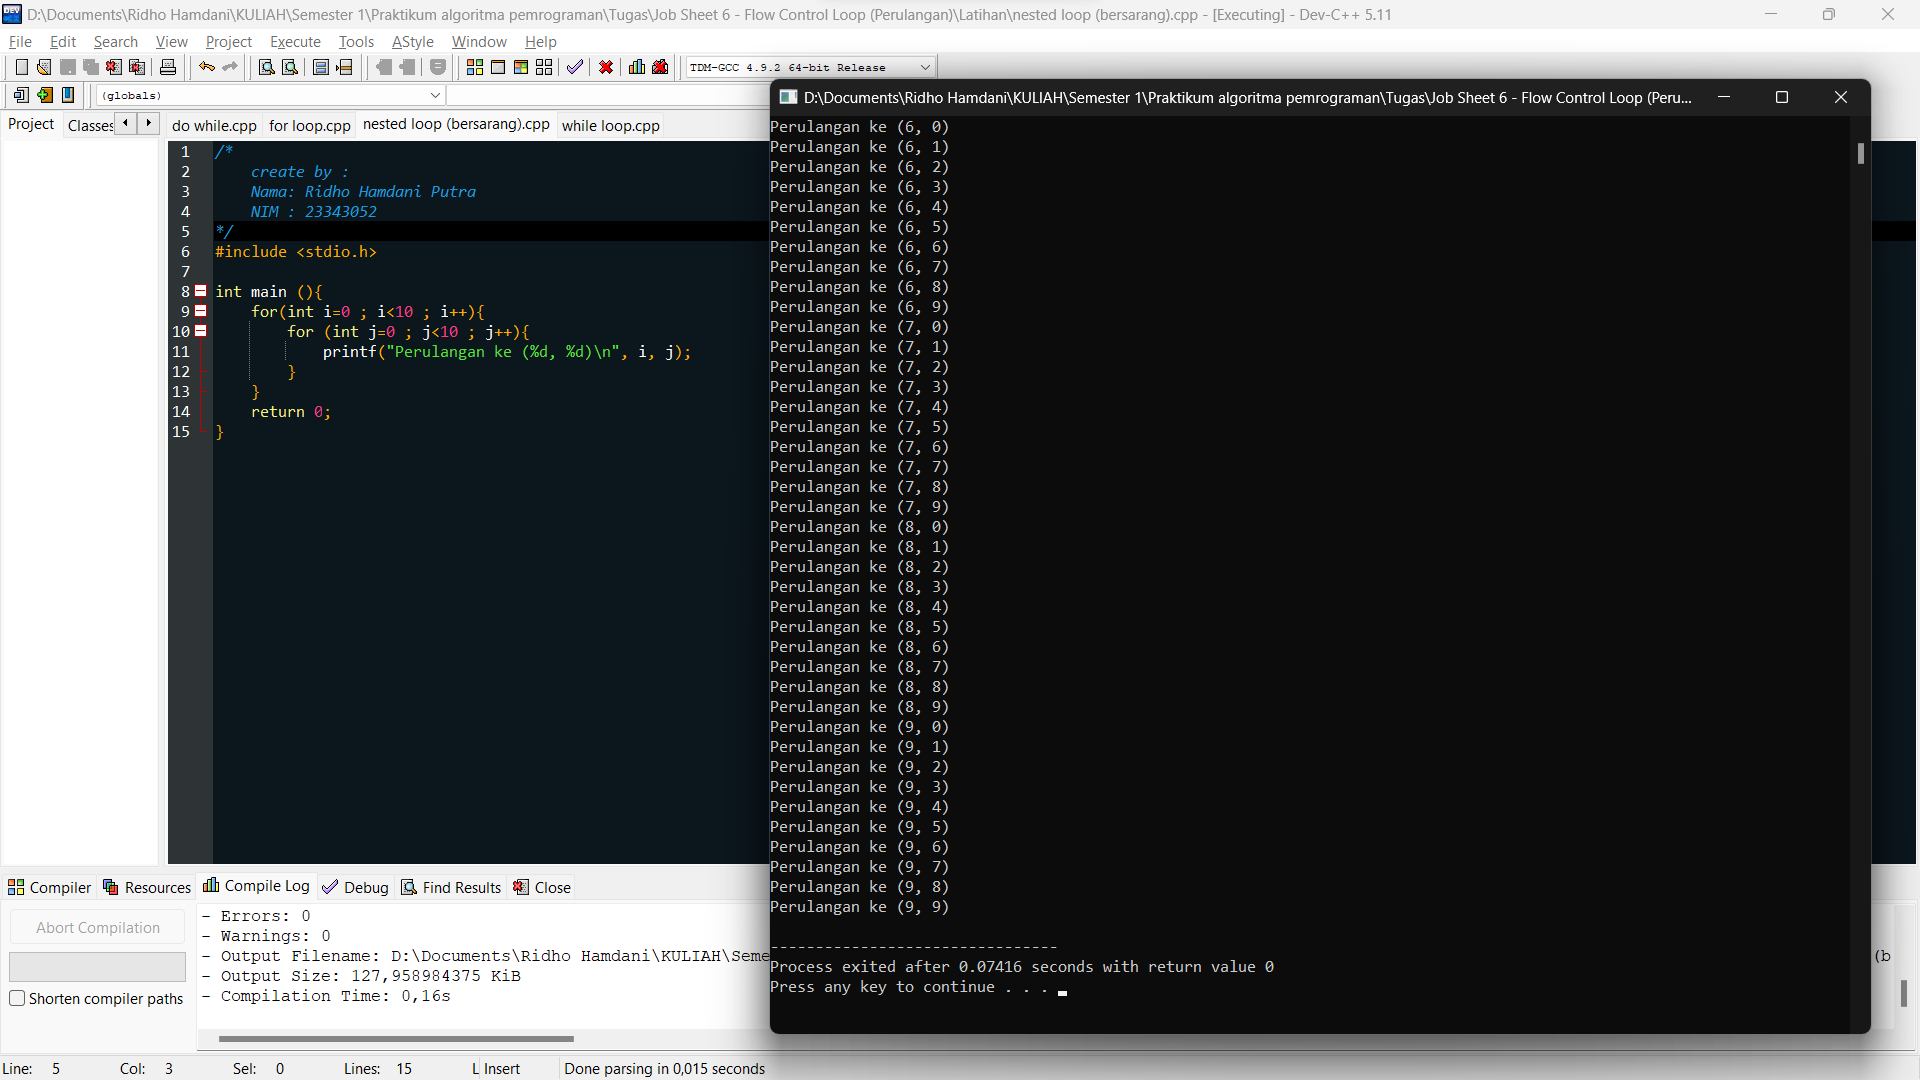 D:\Documents\Ridho Hamdani\KULIAH\Semester 1\Praktikum algoritma pemrograman\Tugas\Job Sheet 6 - Flow Control Loop (Perulangan)\Latihan\nested loop (bersarang).cpp - [Executing] - Dev-C++ 5.11
File Edit Search View Project Execute Tools AStyle Window Help
TDM-GCC 4.9.2 64-bit Release
(globals)
Project Classes
do while.cpp for loop.cpp nested loop (bersarang).cpp while loop.cpp
1 /*
2 create by :
3 Nama: Ridho Hamdani Putra
4 NIM : 23343052
5 */
6 #include <stdio.h>
7
8 int main (){
9 for(int i=0 ; i<10 ; i++){
10 for (int j=0 ; j<10 ; j++){
11 printf("Perulangan ke (%d, %d)\n", i, j);
12 }
13 }
14 return 0;
15 }
D:\Documents\Ridho Hamdani\KULIAH\Semester 1\Praktikum algoritma pemrograman\Tugas\Job Sheet 6 - Flow Control Loop (Peru...
Perulangan ke (6, 0)
Perulangan ke (6, 1)
Perulangan ke (6, 2)
Perulangan ke (6, 3)
Perulangan ke (6, 4)
Perulangan ke (6, 5)
Perulangan ke (6, 6)
Perulangan ke (6, 7)
Perulangan ke (6, 8)
Perulangan ke (6, 9)
Perulangan ke (7, 0)
Perulangan ke (7, 1)
Perulangan ke (7, 2)
Perulangan ke (7, 3)
Perulangan ke (7, 4)
Perulangan ke (7, 5)
Perulangan ke (7, 6)
Perulangan ke (7, 7)
Perulangan ke (7, 8)
Perulangan ke (7, 9)
Perulangan ke (8, 0)
Perulangan ke (8, 1)
Perulangan ke (8, 2)
Perulangan ke (8, 3)
Perulangan ke (8, 4)
Perulangan ke (8, 5)
Perulangan ke (8, 6)
Perulangan ke (8, 7)
Perulangan ke (8, 8)
Perulangan ke (8, 9)
Perulangan ke (9, 0)
Perulangan ke (9, 1)
Perulangan ke (9, 2)
Perulangan ke (9, 3)
Perulangan ke (9, 4)
Perulangan ke (9, 5)
Perulangan ke (9, 6)
Perulangan ke (9, 7)
Perulangan ke (9, 8)
Perulangan ke (9, 9)
--------------------------------
Process exited after 0.07416 seconds with return value 0
Press any key to continue . . .
Compiler Resources Compile Log Debug Find Results Close
Abort Compilation
Shorten compiler paths
- Errors: 0
- Warnings: 0
- Output Filename: D:\Documents\Ridho Hamdani\KULIAH\Seme
(b
- Output Size: 127,958984375 KiB
- Compilation Time: 0,16s
Line: 5 Col: 3 Sel: 0 Lines: 15 L Insert Done parsing in 0,015 seconds